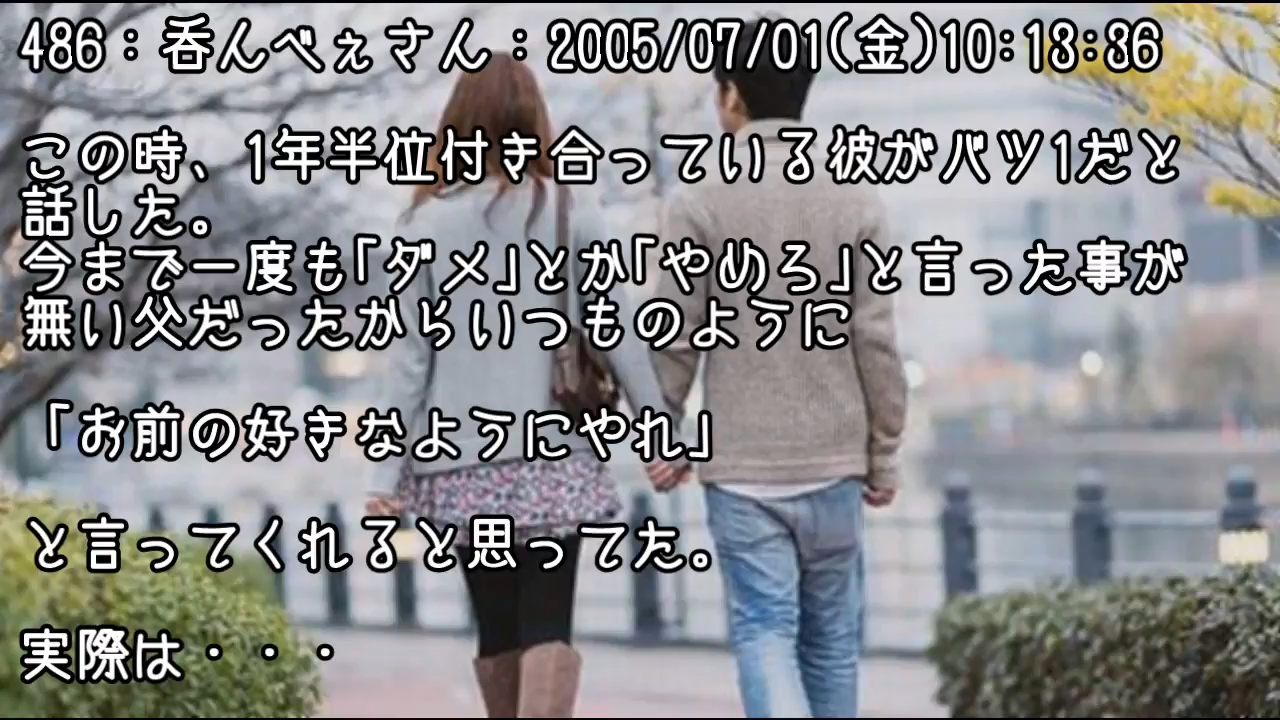 486：呑んべぇさん：2005/07/01(金)10:13:36
この時、1年半位付き合っている彼がバツ1だと
話した。
今まで一度も「ダメ」とか「やめろ」と言った事が
無い父だったからいつものように
「お前の好きなようにやれ」
と言ってくれると思ってた。
実際は・・・